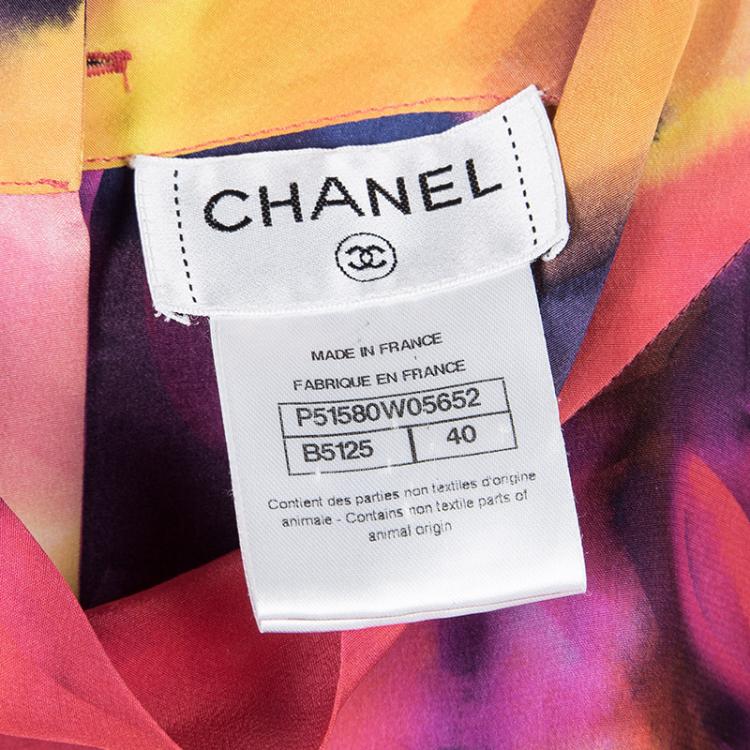 CHANEL
MADE IN FRANCE
FABRIQUE EN FRANCE
P51580W05652
B5125 40
Contient des parties non textiles d'origine
animale - Contains non textile parts of
animal origin